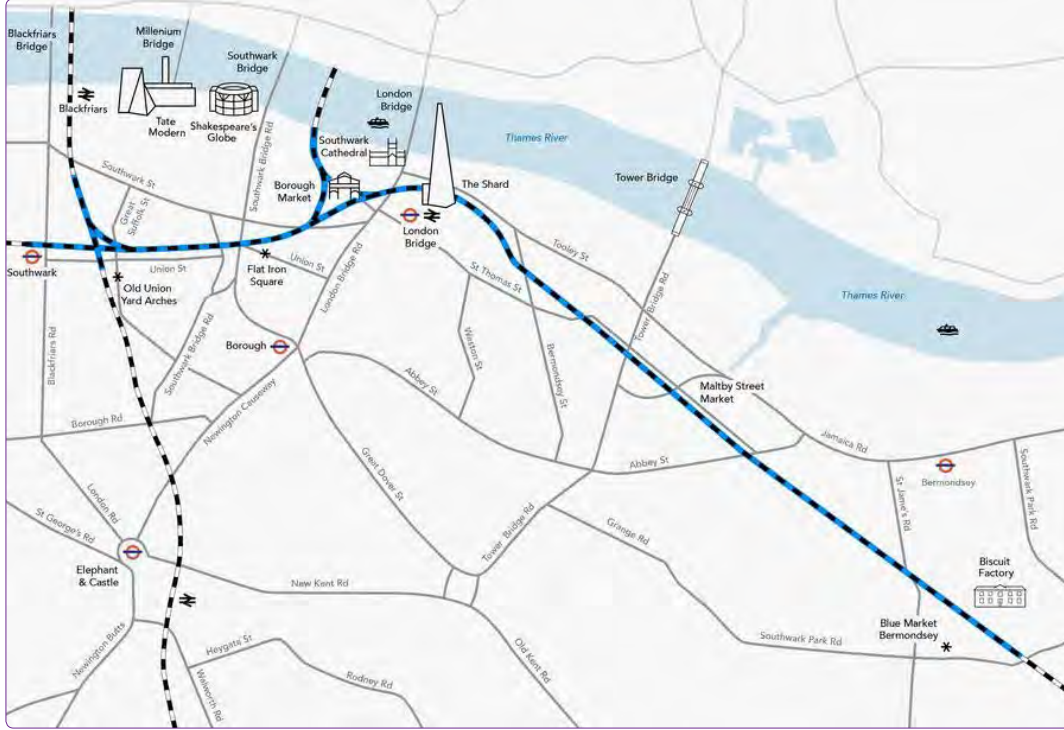 Blackfriars
Bridge
Millenium
Bridge
Southwark
Bridge
London
Bridge
Thames River
Blackfriars
Tate
Modern
Shakespeare's
Globe
Southwark Bridge Rd
Southwark
Cathedral
Borough
Market
The Shard
Tower Bridge
Southwark St
Great
Suffolk St
London
Bridge
Tooley St
Southwark
Union St
Flat Iron
Square
Union St
London Bridge Rd
St Thomas St
Old Union
Yard Arches
Tower Bridge Rd
Thames River
Blackfriars Rd
Southwark Bridge Rd
Borough
Weston St
Bermondsey St
Maltby Street
Market
Abbey St
Newington Causeway
Borough Rd
Jamaica Rd
Abbey St
Bermondsey
Great Dover St
St Jamie's Rd
Southwark Park Rd
London Rd
St George's Rd
Tower Bridge Rd
Grange Rd
Elephant
& Castle
New Kent Rd
Biscuit
Factory
Blue Market
Bermondsey
Southwark Park Rd
Newington Butts
Heygate St
Old Kent Rd
Walworth Rd
Rodney Rd